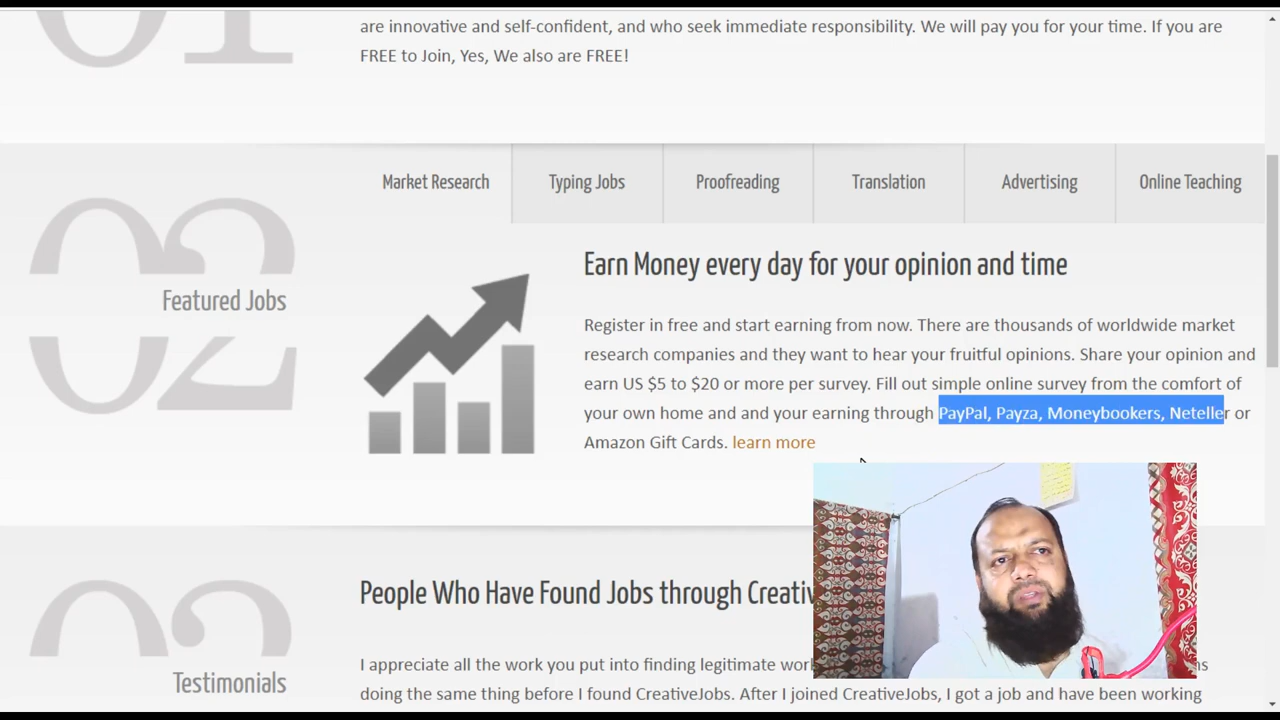 are innovative and self-confident, and who seek immediate responsibility. We will pay you for your time. If you are
FREE to Join, Yes, We also are FREE!
01
Market Research
Typing Jobs
Proofreading
Translation
Advertising
Online Teaching
02
Featured Jobs
Earn Money every day for your opinion and time
Register in free and start earning from now. There are thousands of worldwide market
research companies and they want to hear your fruitful opinions. Share your opinion and
earn US $5 to $20 or more per survey. Fill out simple online survey from the comfort of
your own home and and your earning through PayPal, Payza, Moneybookers, Neteller or
Amazon Gift Cards. learn more
Testimonials
People Who Have Found Jobs through
I appreciate all the work you put into finding legitimate
doing the same thing before I found CreativeJobs. After I joined CreativeJobs, I got a job and have been working